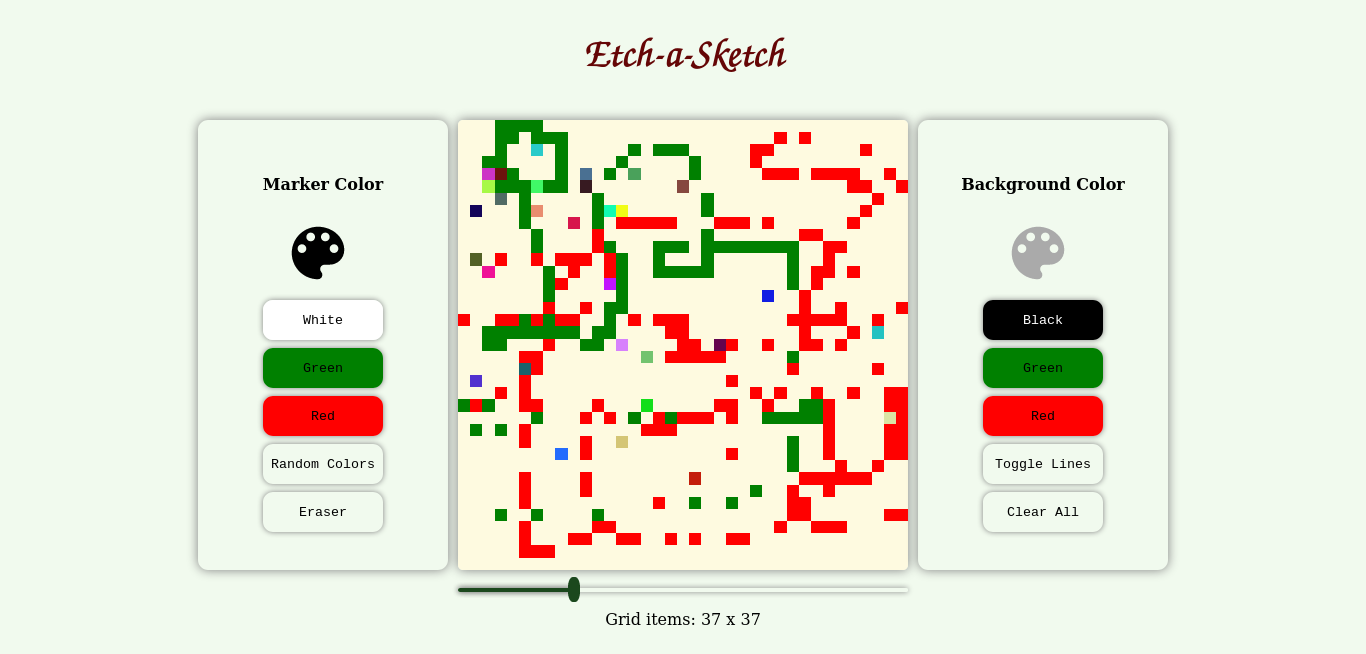 Etch-a-Sketch
Marker Color
White
Green
Red
Random Colors
Eraser
Background Color
Black
Green
Red
Toggle Lines
Clear All
Grid items: 37 x 37